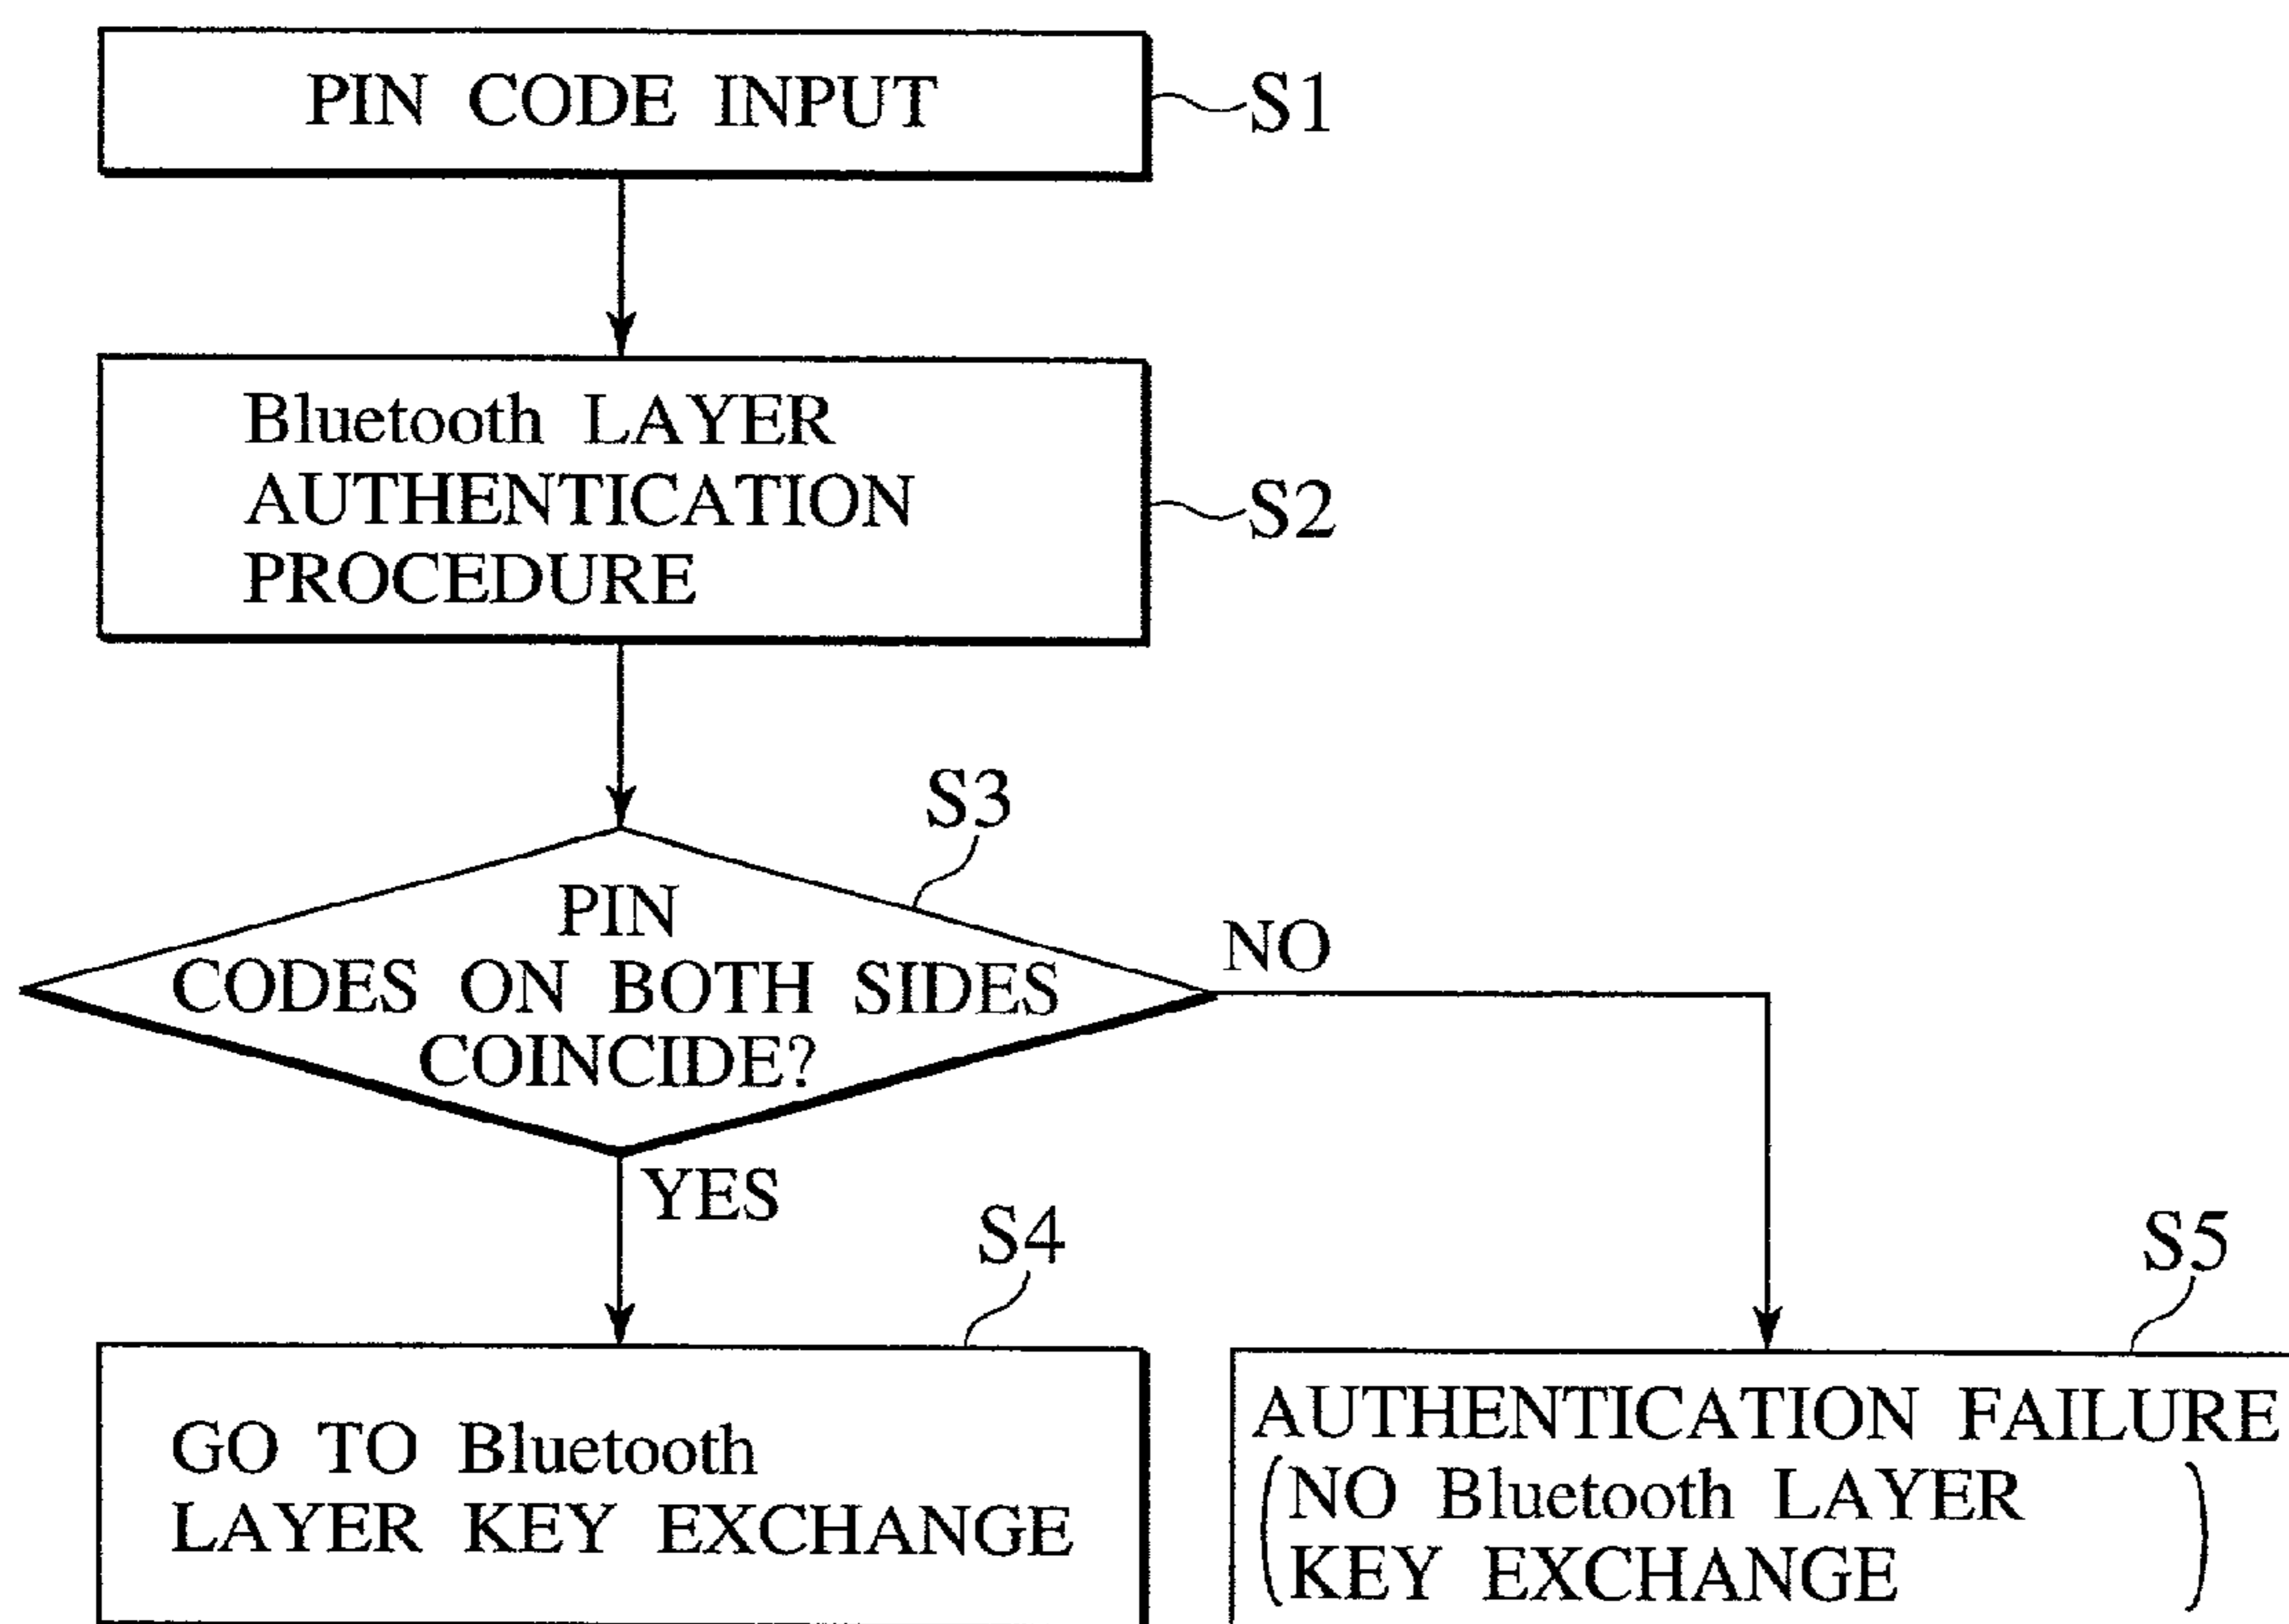 PIN CODE INPUT
S1
Bluetooth LAYER
AUTHENTICATION
PROCEDURE
S2
S3
PIN
CODES ON BOTH SIDES
COINCIDE?
NO
YES
S4
GO TO Bluetooth
LAYER KEY EXCHANGE
S5
AUTHENTICATION FAILURE
(NO Bluetooth LAYER
KEY EXCHANGE)